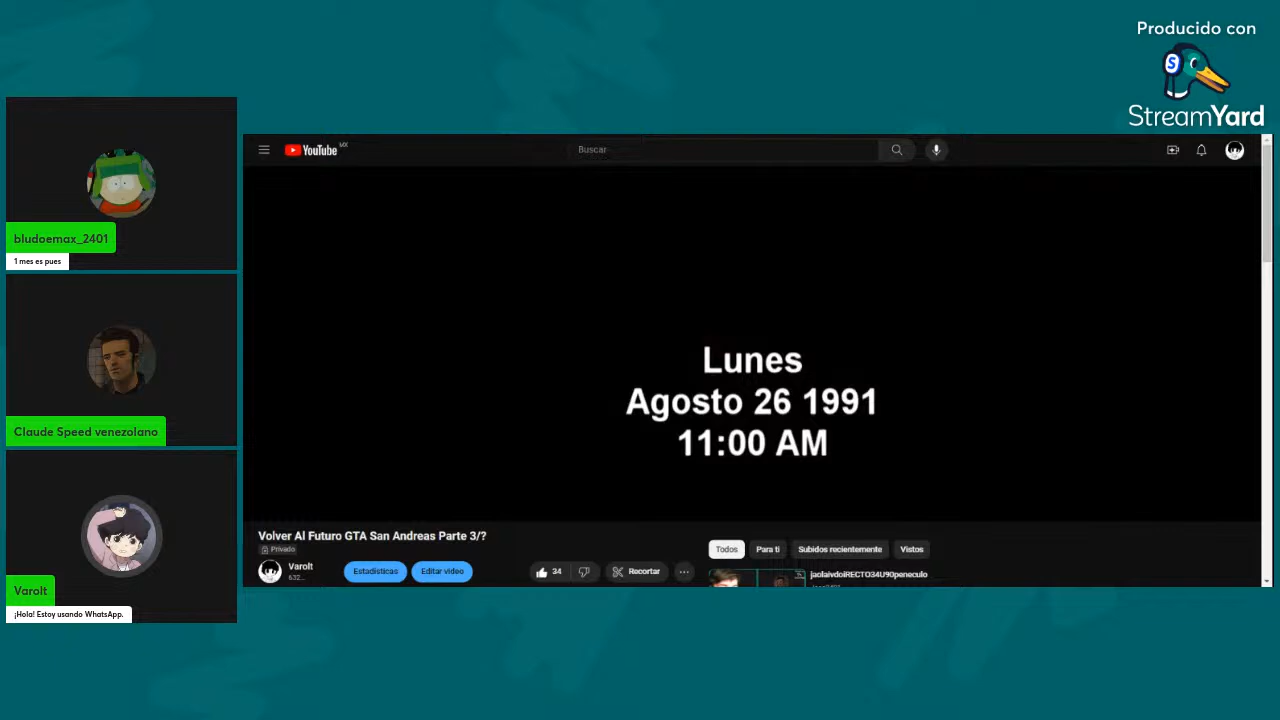 Producido con
StreamYard
YouTube MX
Buscar
bludoemax_2401
1 mes es pues
Claude Speed venezolano
Varolt
¡Hola! Estoy usando WhatsApp.
Lunes
Agosto 26 1991
11:00 AM
Volver Al Futuro GTA San Andreas Parte 3/?
Privado
Varolt
632...
Estadísticas
Editar video
34
Recortar
Todos
Para ti
Subidos recientemente
Vistos
jaolaivdoiRECTO34U90peneculo